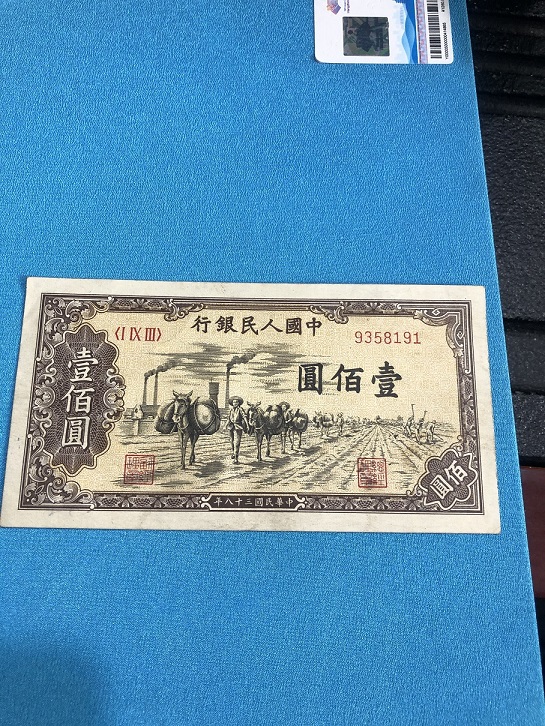 中國人民銀行
〈I IX III〉
9358191
壹佰圓
壹佰圓
佰圓
中華民國三十八年